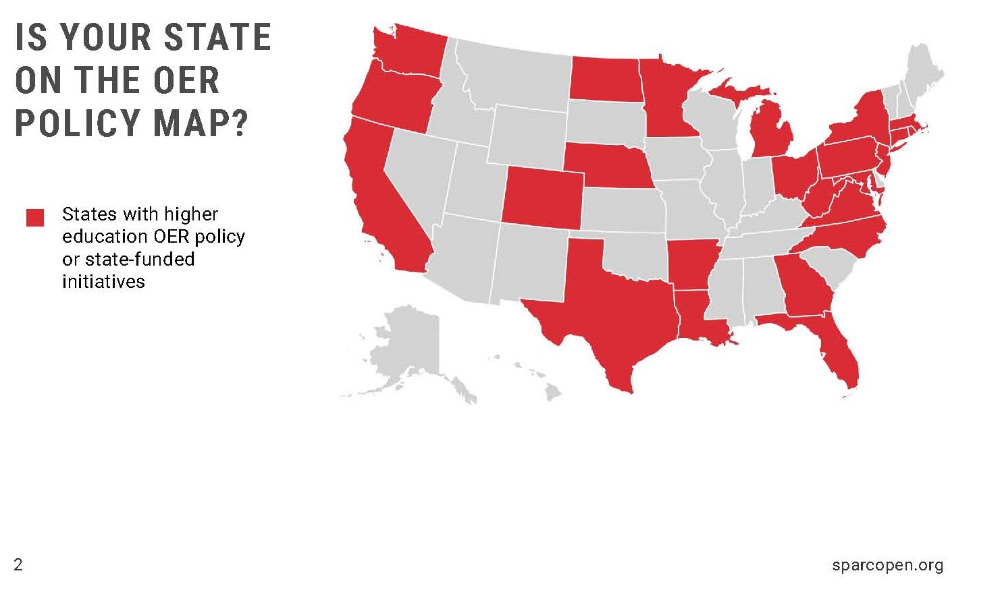 IS YOUR STATE
ON THE OER
POLICY MAP?
States with higher
education OER policy
or state-funded
initiatives
2
sparcopen.org